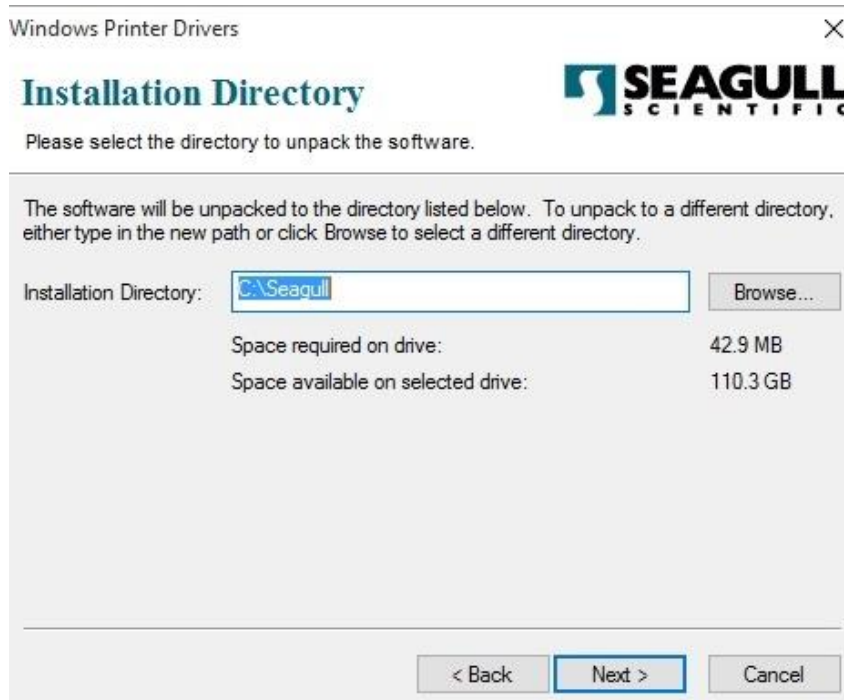 Windows Printer Drivers
Installation Directory
SEAGULL
SCIENTIFIC
Please select the directory to unpack the software.
The software will be unpacked to the directory listed below. To unpack to a different directory,
either type in the new path or click Browse to select a different directory.
Installation Directory: C:\Seagull Browse...
Space required on drive: 42.9 MB
Space available on selected drive: 110.3 GB
< Back Next > Cancel